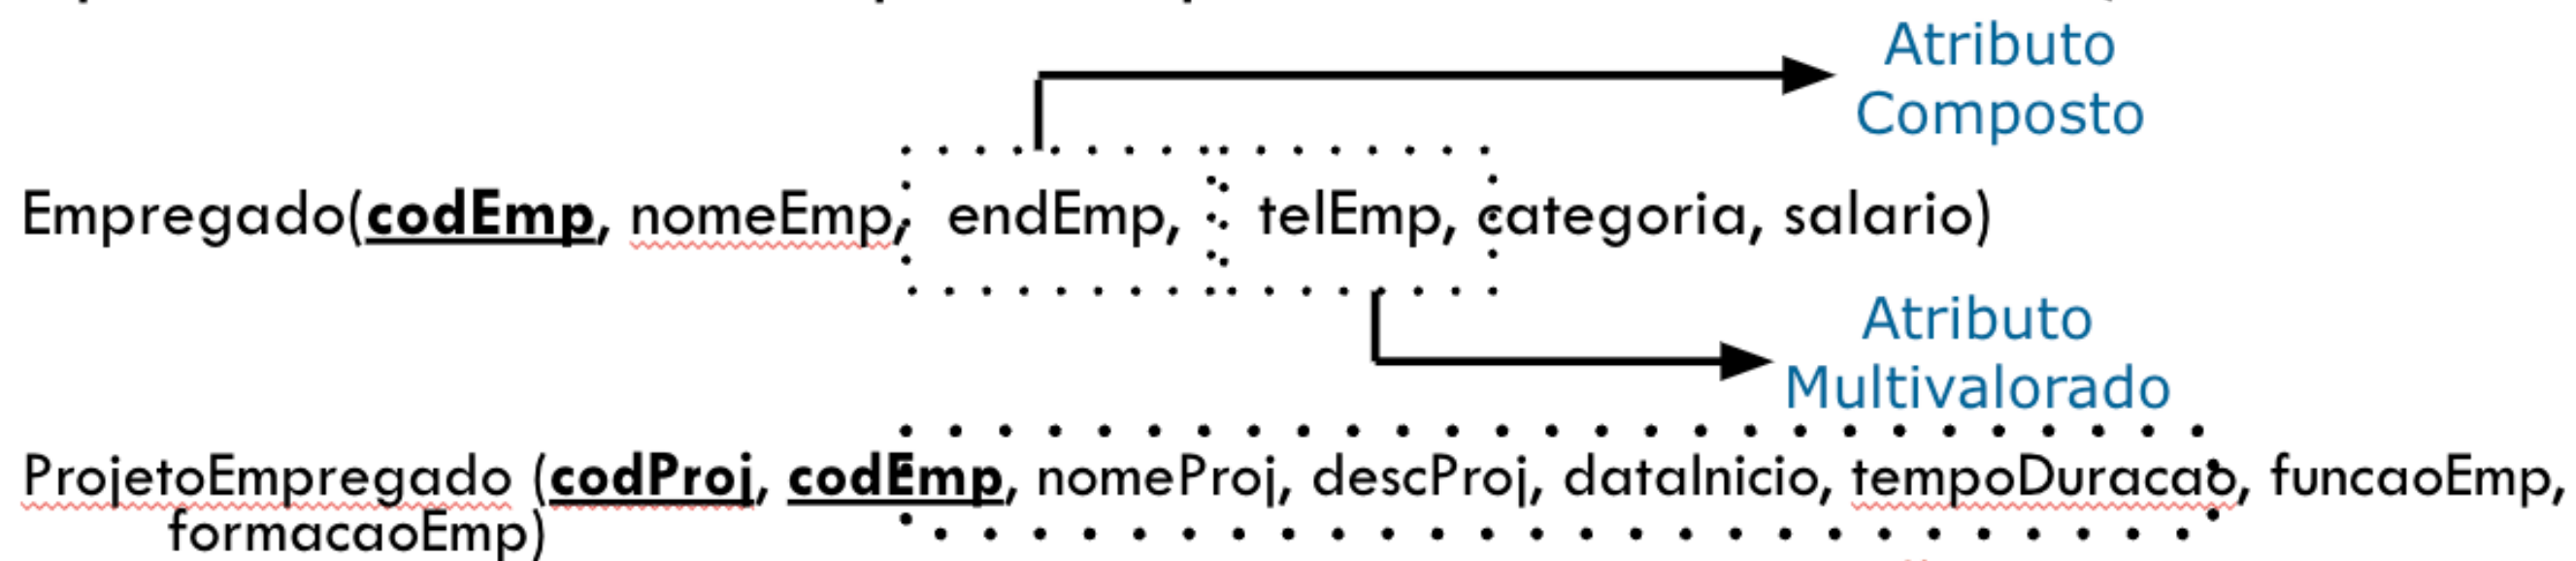 Atributo
Composto
Empregado(codEmp, nomeEmp, endEmp, telEmp, categoria, salario)
Atributo
Multivalorado
ProjetoEmpregado (codProj, codEmp, nomeProj, descProj, dataInicio, tempoDuracao, funcaoEmp,
formacaoEmp)